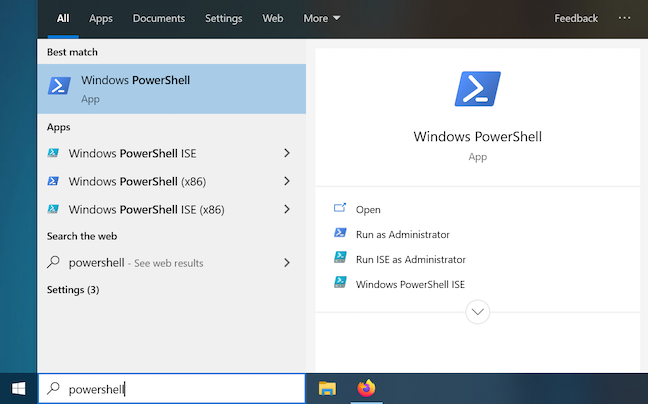 All Apps Documents Settings Web More Feedback ...
Best match
Windows PowerShell
App
Apps
Windows PowerShell ISE
Windows PowerShell (x86)
Windows PowerShell ISE (x86)
Search the web
powershell - See web results
Settings (3)
Windows PowerShell
App
Open
Run as Administrator
Run ISE as Administrator
Windows PowerShell ISE
powershell